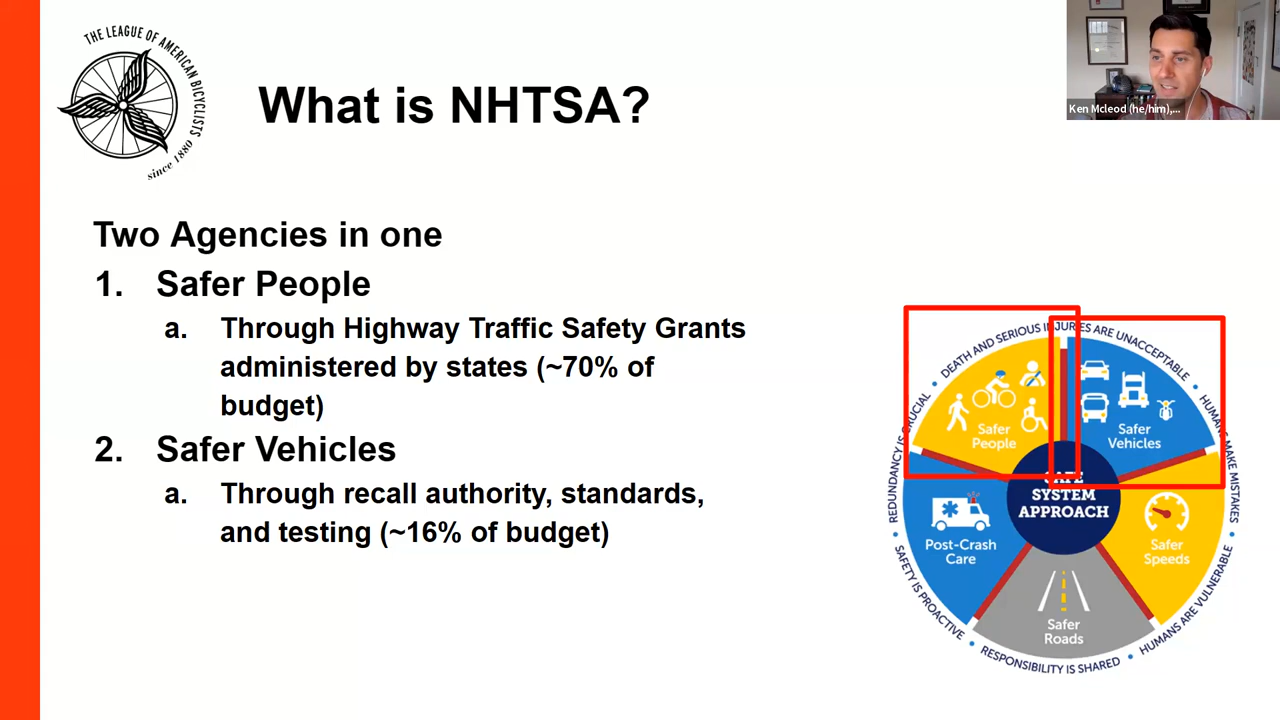 THE LEAGUE OF AMERICAN BICYCLISTS
since 1880
What is NHTSA?
Ken Mcleod (he/him),...
Two Agencies in one
1. Safer People
a. Through Highway Traffic Safety Grants
administered by states (~70% of
budget)
2. Safer Vehicles
a. Through recall authority, standards,
and testing (~16% of budget)
DEATH AND SERIOUS INJURIES ARE UNACCEPTABLE
HUMANS MAKE MISTAKES
HUMANS ARE VULNERABLE
RESPONSIBILITY IS SHARED
SAFETY IS PROACTIVE
REDUNDANCY IS CRUCIAL
Safer
People
Safer
Vehicles
SAFE
SYSTEM
APPROACH
Post-Crash
Care
Safer
Speeds
Safer
Roads